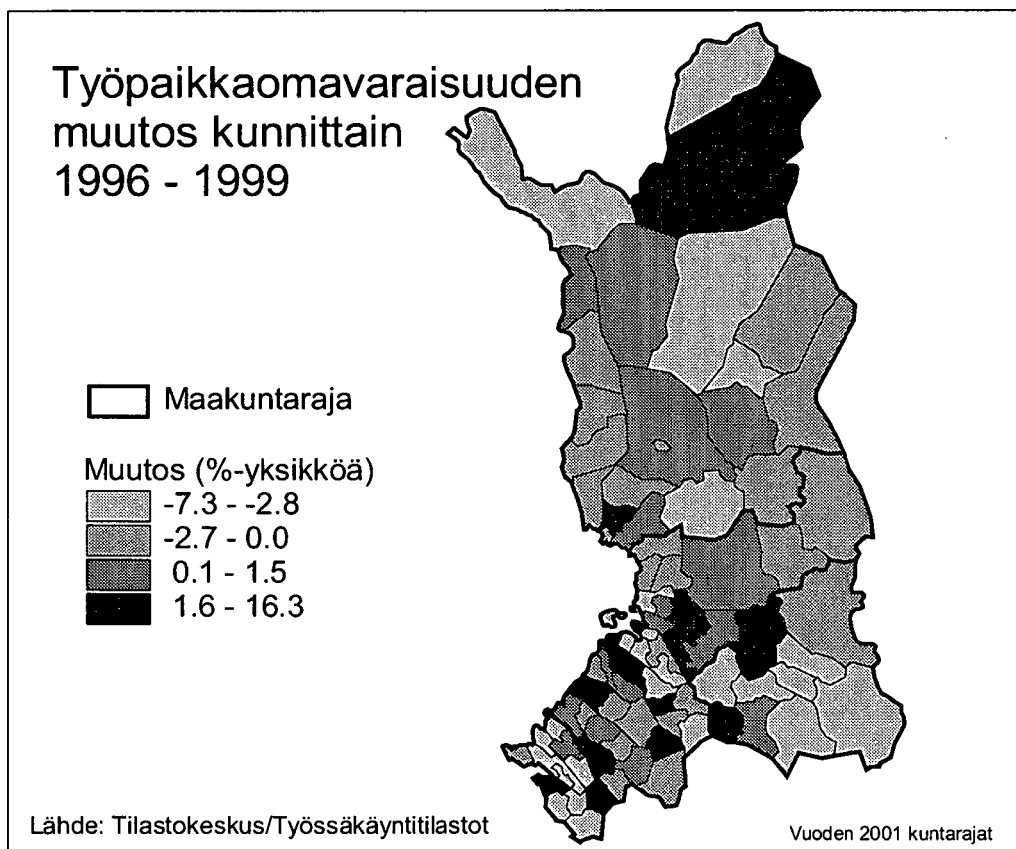 Työpaikkaomavaraisuuden
muutos kunnittain
1996 - 1999
Maakuntaraja
Muutos (%-yksikköä)
-7.3 - -2.8
-2.7 - 0.0
0.1 - 1.5
1.6 - 16.3
Lähde: Tilastokeskus/Työssäkäyntitilastot
Vuoden 2001 kuntarajat